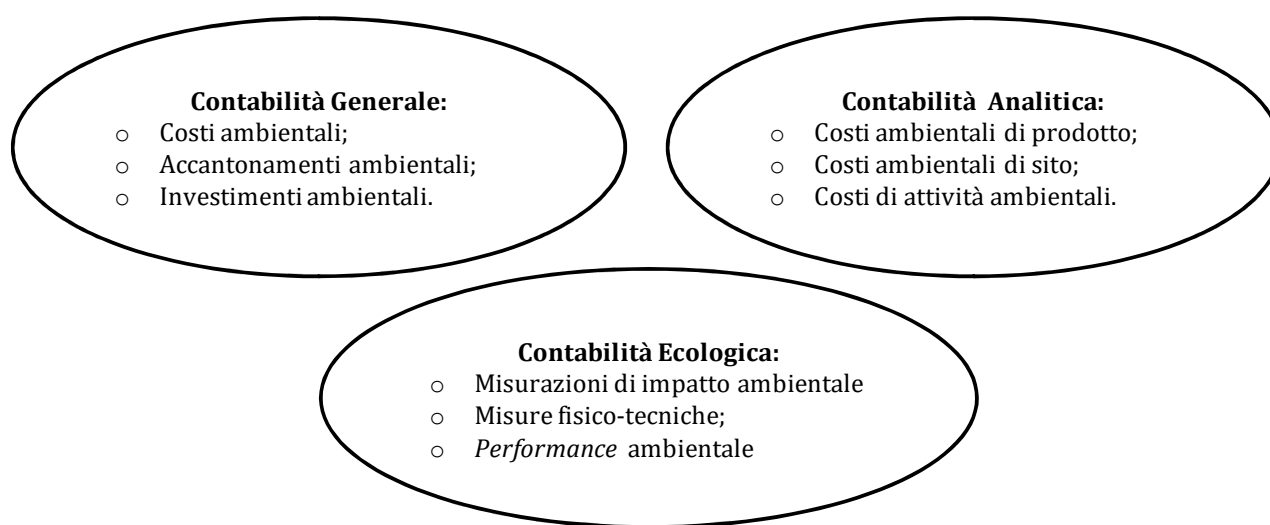 Contabilità Generale:
o Costi ambientali;
o Accantonamenti ambientali;
o Investimenti ambientali.
Contabilità Analitica:
o Costi ambientali di prodotto;
o Costi ambientali di sito;
o Costi di attività ambientali.
Contabilità Ecologica:
o Misurazioni di impatto ambientale
o Misure fisico-tecniche;
o Performance ambientale